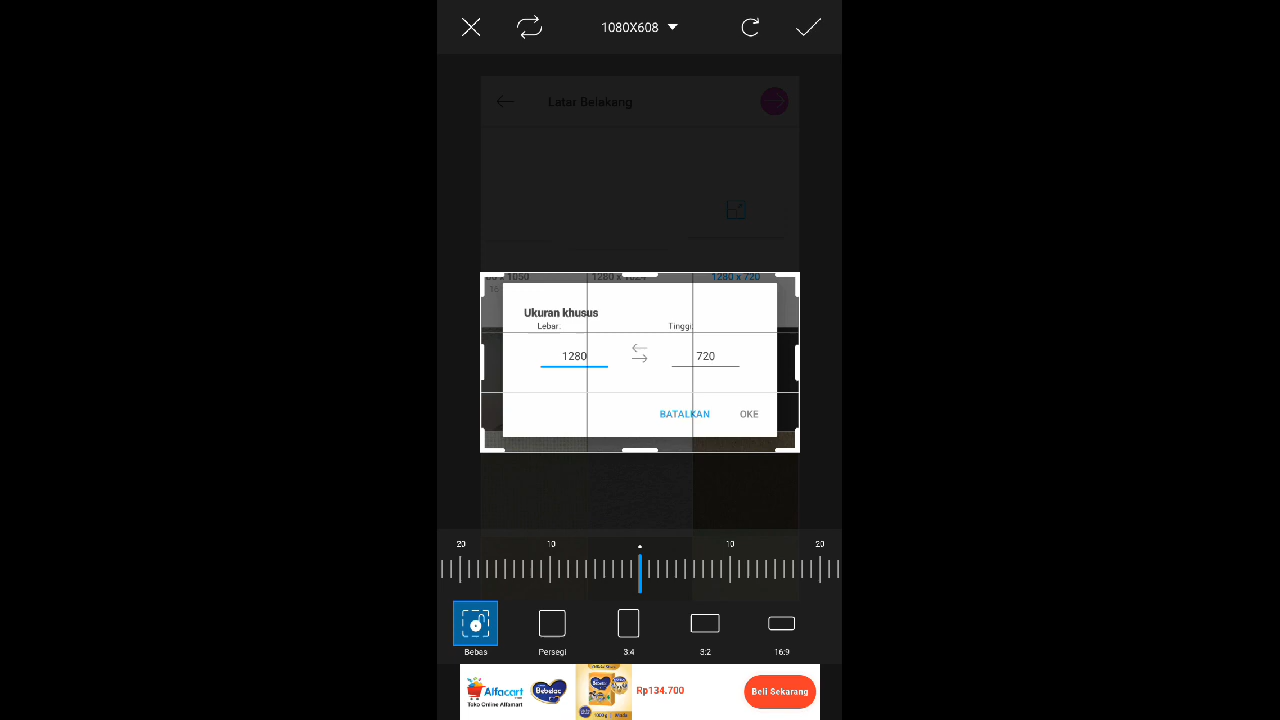 1080X608
Latar Belakang
x 1050
1280 x 1024
1280 x 720
16
Ukuran khusus
Lebar:
Tinggi:
1280
720
BATALKAN
OKE
20
10
10
20
Bebas
Persegi
3:4
3:2
16:9
Alfacart
Toko Online Alfamart
Bebelac
Rp134.700
Beli Sekarang